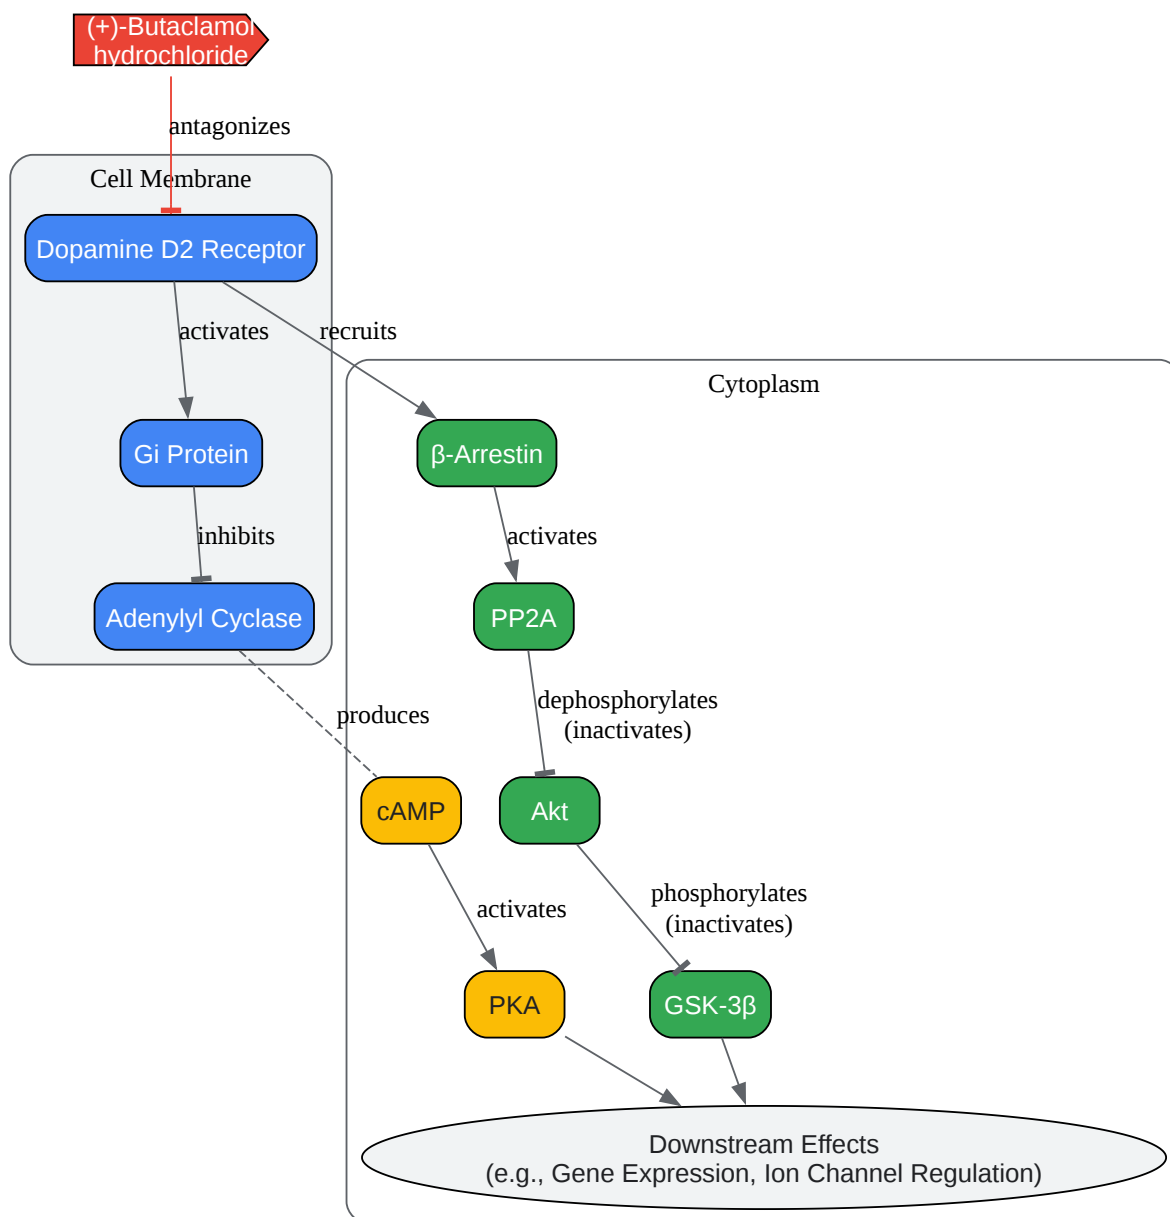 (+)-Butaclamol
hydrochloride
antagonizes
Cell Membrane
Dopamine D2 Receptor
activates
recruits
Cytoplasm
Gi Protein
β-Arrestin
inhibits
activates
Adenylyl Cyclase
PP2A
dephosphorylates
(inactivates)
produces
cAMP
Akt
phosphorylates
(inactivates)
activates
PKA
GSK-3β
Downstream Effects
(e.g., Gene Expression, Ion Channel Regulation)